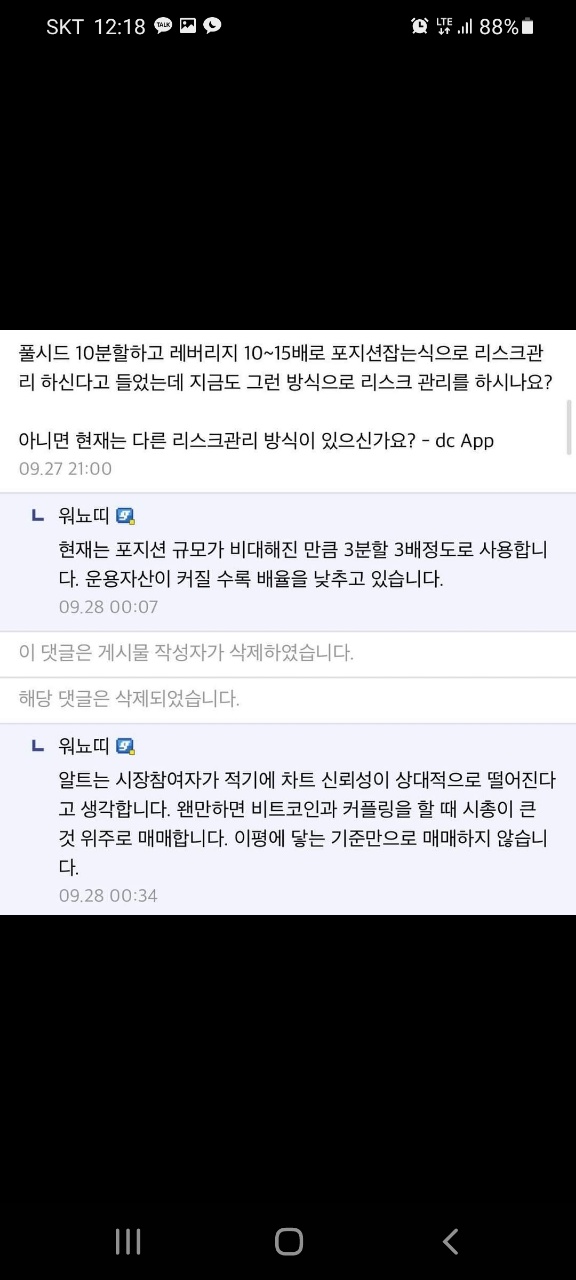 SKT 12:18 TALK LTE 88%
풀시드 10분할하고 레버리지 10~15배로 포지션잡는식으로 리스크관
리 하신다고 들었는데 지금도 그런 방식으로 리스크 관리를 하시나요?
아니면 현재는 다른 리스크관리 방식이 있으신가요? - dc App
09.27 21:00
워뇨띠
현재는 포지션 규모가 비대해진 만큼 3분할 3배정도로 사용합니
다. 운용자산이 커질 수록 배율을 낮추고 있습니다.
09.28 00:07
이 댓글은 게시물 작성자가 삭제하였습니다.
해당 댓글은 삭제되었습니다.
워뇨띠
알트는 시장참여자가 적기에 차트 신뢰성이 상대적으로 떨어진다
고 생각합니다. 왠만하면 비트코인과 커플링을 할 때 시총이 큰
것 위주로 매매합니다. 이평에 닿는 기준만으로 매매하지 않습니
다.
09.28 00:34